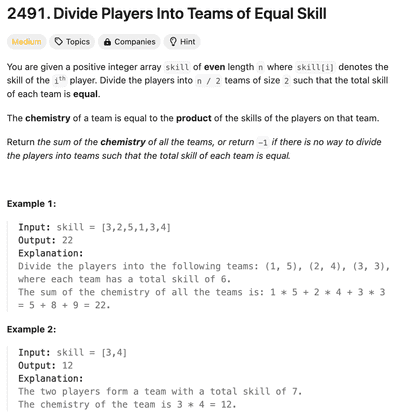 2491. Divide Players Into Teams of Equal Skill
Medium Topics Companies Hint
You are given a positive integer array skill of even length n where skill[i] denotes the
skill of the ith player. Divide the players into n / 2 teams of size 2 such that the total skill
of each team is equal.
The chemistry of a team is equal to the product of the skills of the players on that team.
Return the sum of the chemistry of all the teams, or return -1 if there is no way to divide
the players into teams such that the total skill of each team is equal.
Example 1:
Input: skill = [3,2,5,1,3,4]
Output: 22
Explanation:
Divide the players into the following teams: (1, 5), (2, 4), (3, 3),
where each team has a total skill of 6.
The sum of the chemistry of all the teams is: 1 * 5 + 2 * 4 + 3 * 3
= 5 + 8 + 9 = 22.
Example 2:
Input: skill = [3,4]
Output: 12
Explanation:
The two players form a team with a total skill of 7.
The chemistry of the team is 3 * 4 = 12.